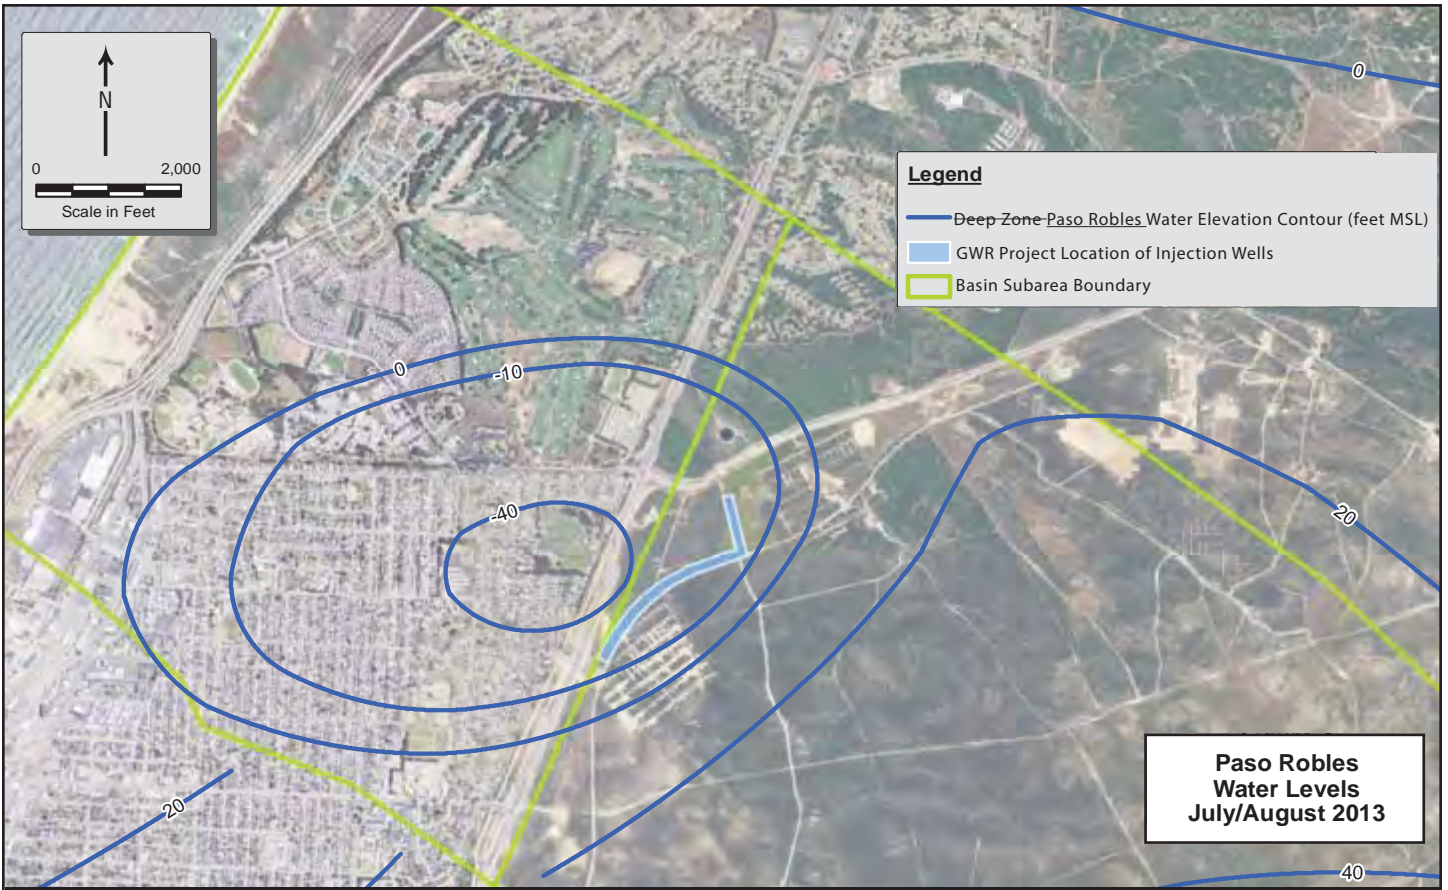 N
0 2,000
Scale in Feet
0
Legend
Deep Zone Paso Robles Water Elevation Contour (feet MSL)
GWR Project Location of Injection Wells
Basin Subarea Boundary
0
-10
-40
20
20
Paso Robles
Water Levels
July/August 2013
40